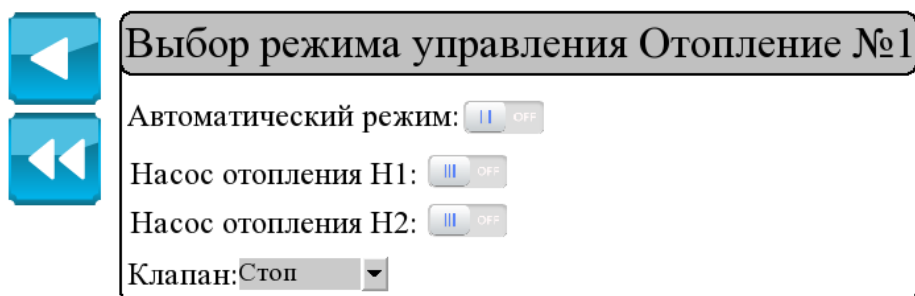 Выбор режима управления Отопление №1
Автоматический режим: OFF
Насос отопления Н1: OFF
Насос отопления Н2: OFF
Клапан: Стоп